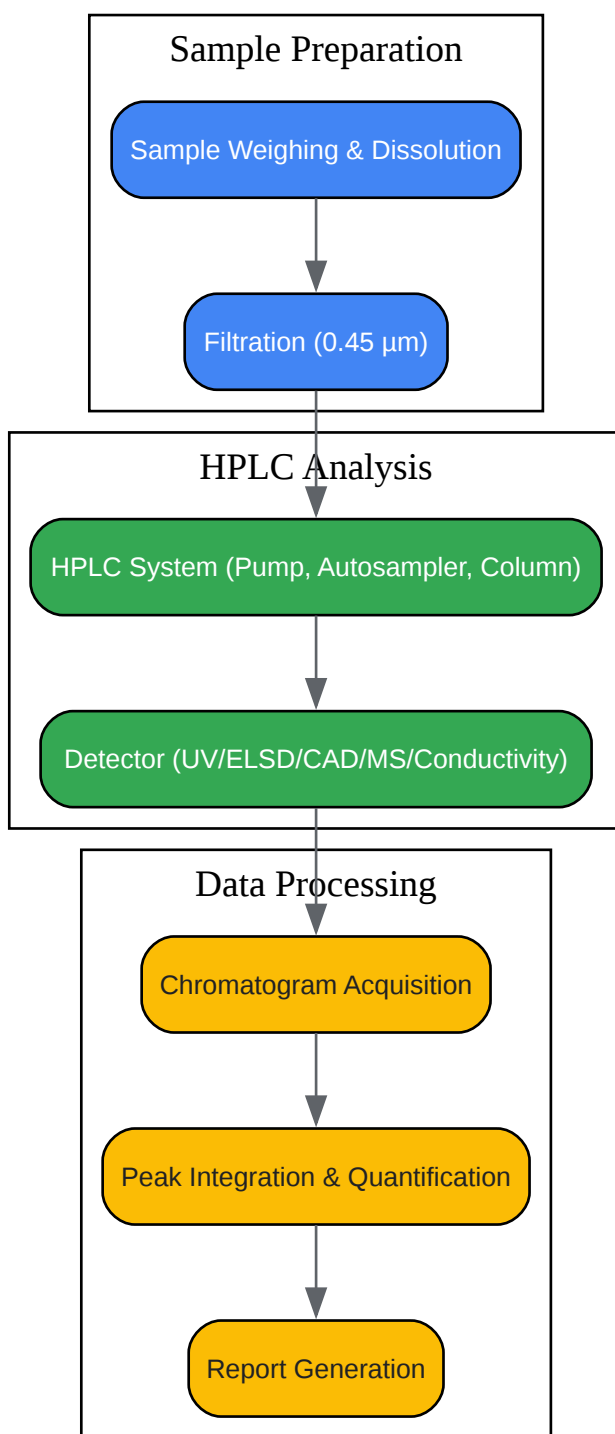 Sample Preparation
Sample Weighing & Dissolution
Filtration (0.45 µm)
HPLC Analysis
HPLC System (Pump, Autosampler, Column)
Detector (UV/ELSD/CAD/MS/Conductivity)
Data Processing
Chromatogram Acquisition
Peak Integration & Quantification
Report Generation